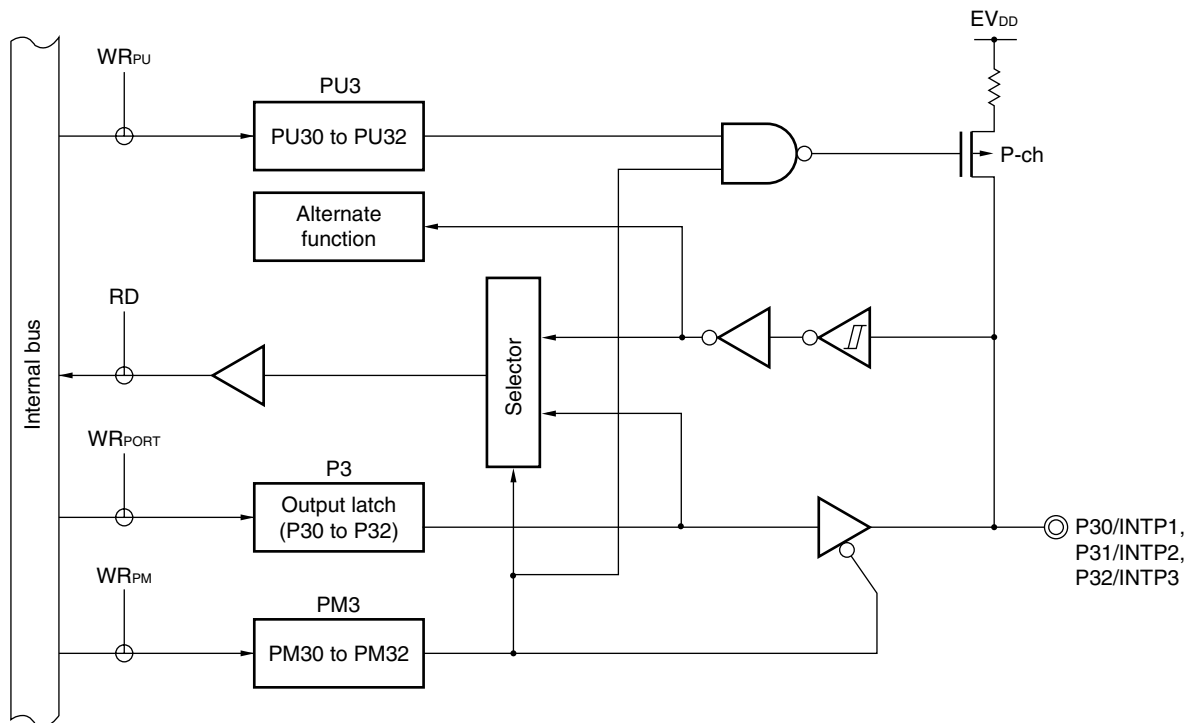 EVDD
WRPU
PU3
PU30 to PU32
P-ch
Alternate
function
RD
Internal bus
Selector
WRPORT
P3
Output latch
(P30 to P32)
P30/INTP1,
P31/INTP2,
P32/INTP3
WRPM
PM3
PM30 to PM32